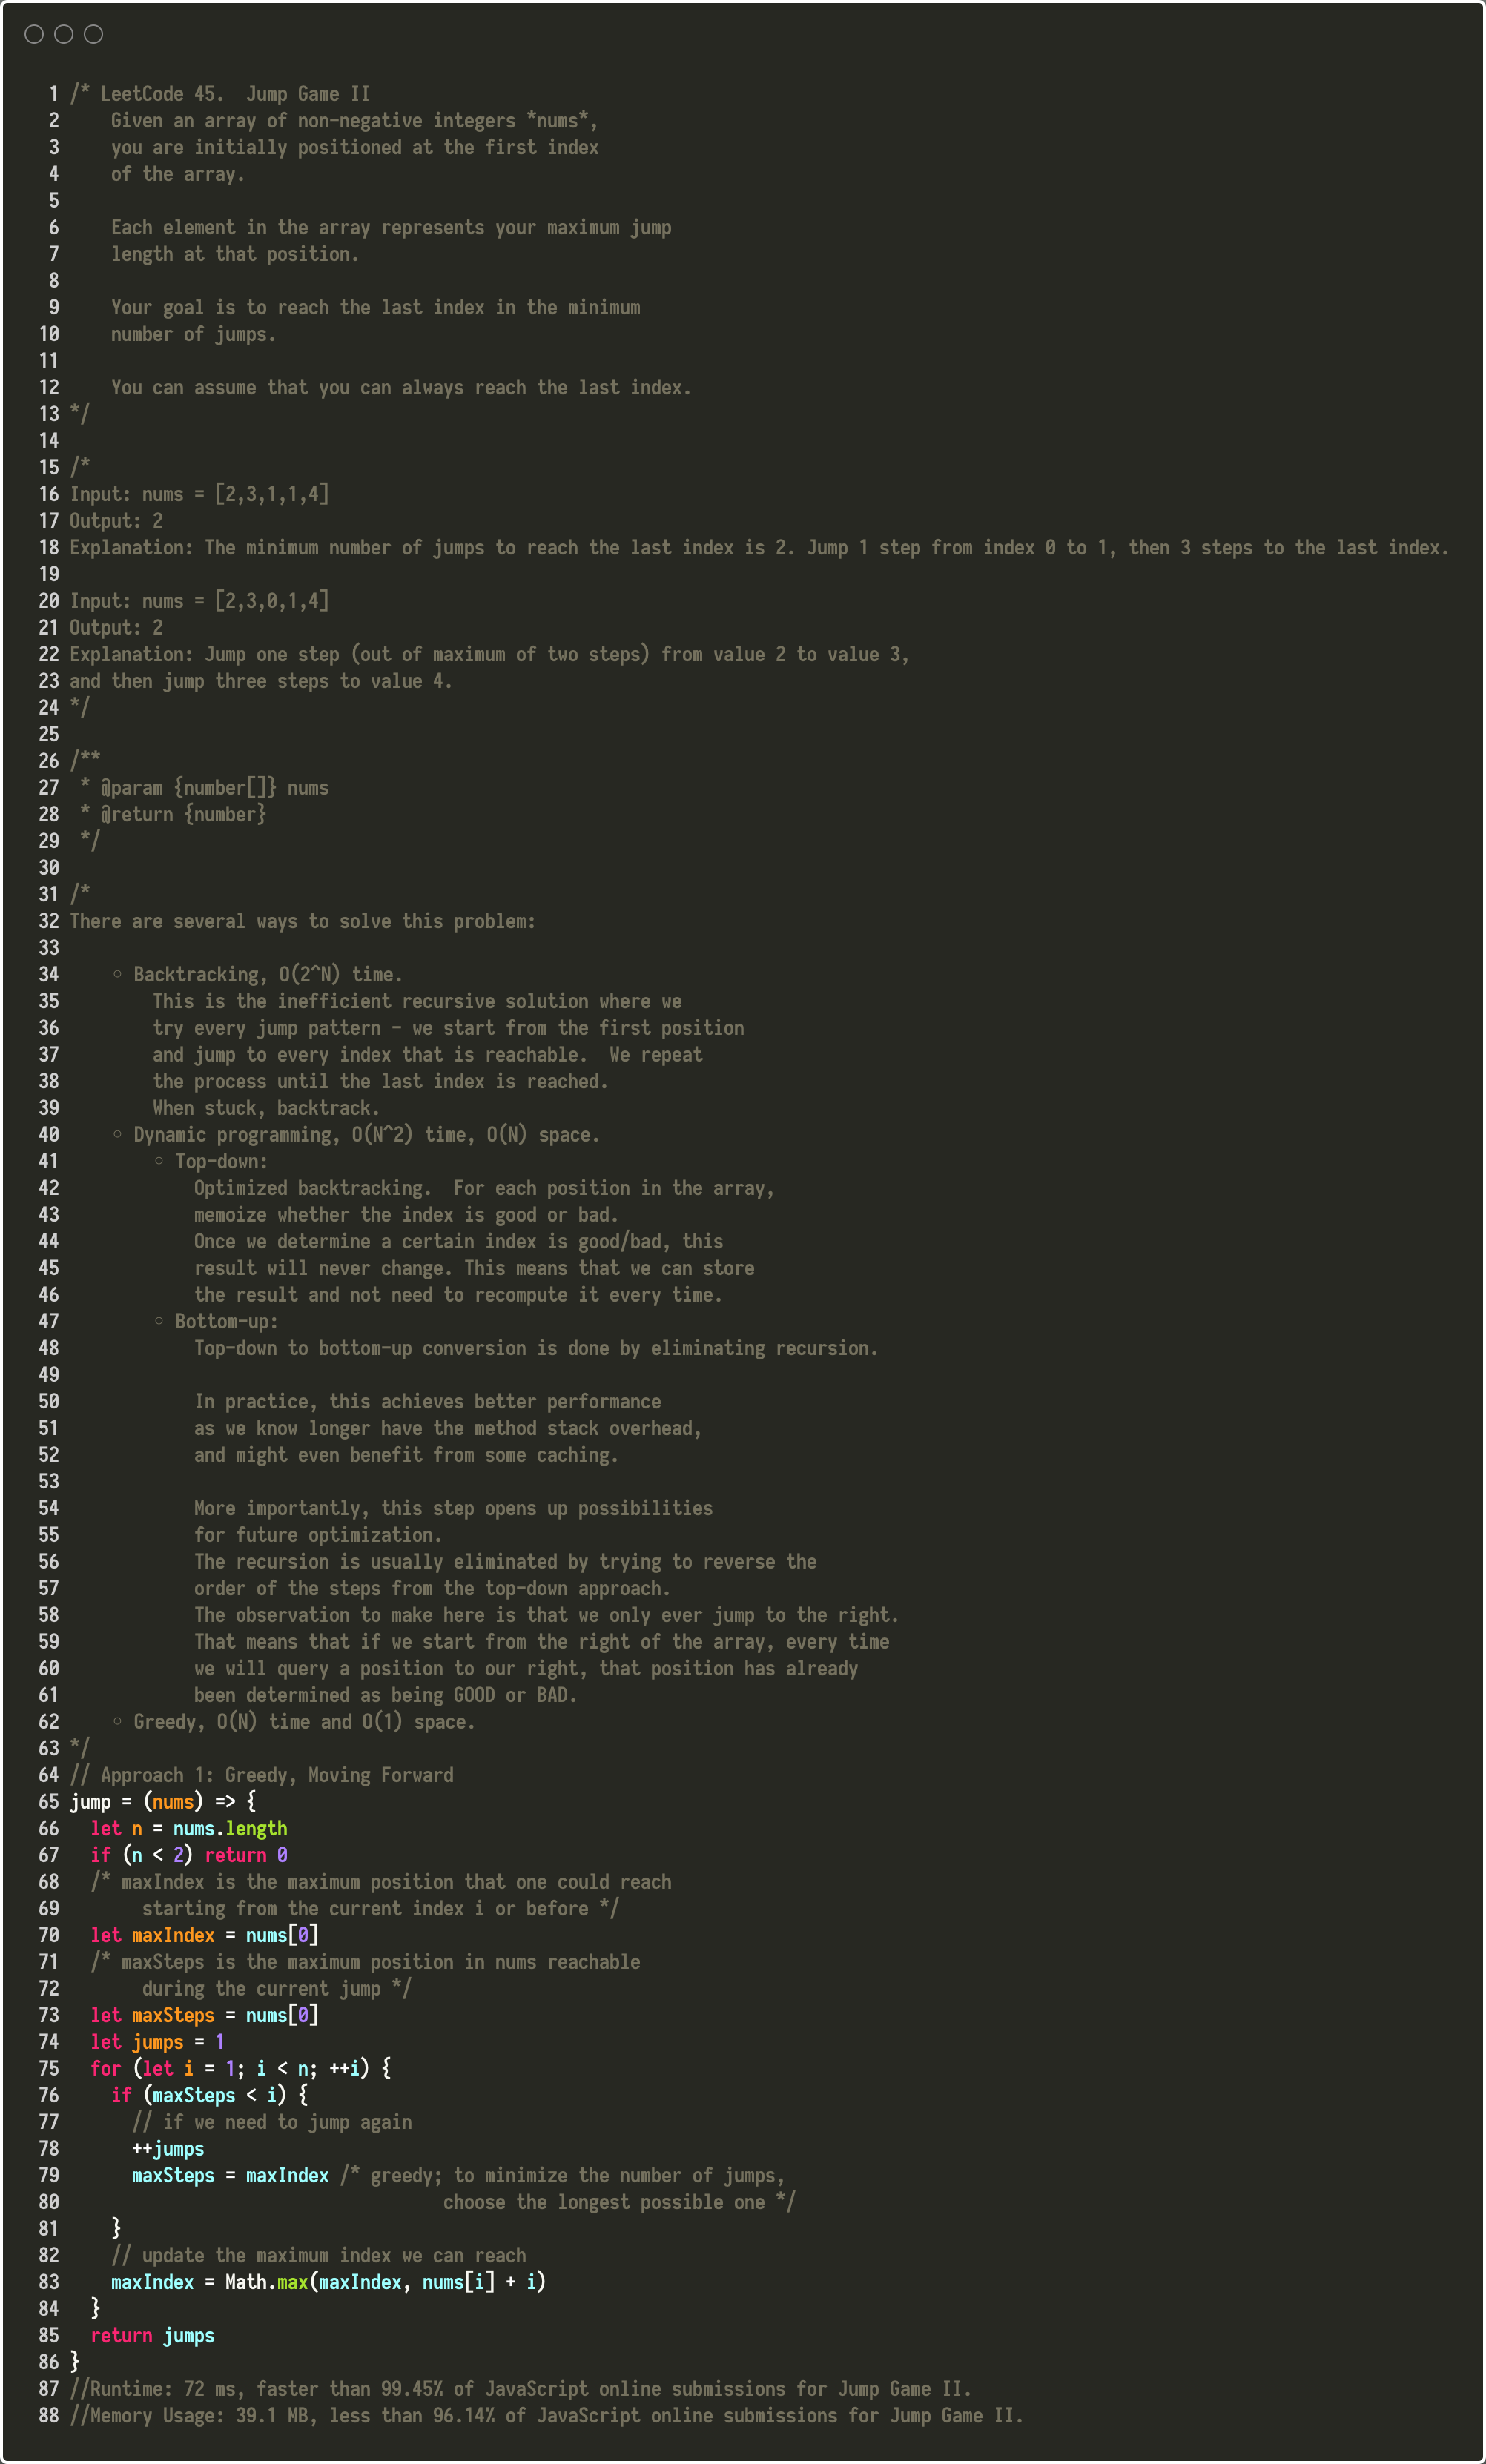 1 /* LeetCode 45.  Jump Game II
2     Given an array of non-negative integers *nums*,
3     you are initially positioned at the first index
4     of the array.
5
6     Each element in the array represents your maximum jump
7     length at that position.
8
9     Your goal is to reach the last index in the minimum
10     number of jumps.
11
12     You can assume that you can always reach the last index.
13 */
14
15 /*
16 Input: nums = [2,3,1,1,4]
17 Output: 2
18 Explanation: The minimum number of jumps to reach the last index is 2. Jump 1 step from index 0 to 1, then 3 steps to the last index.
19
20 Input: nums = [2,3,0,1,4]
21 Output: 2
22 Explanation: Jump one step (out of maximum of two steps) from value 2 to value 3,
23 and then jump three steps to value 4.
24 */
25
26 /**
27  * @param {number[]} nums
28  * @return {number}
29  */
30
31 /*
32 There are several ways to solve this problem:
33
34     ◦ Backtracking, O(2^N) time.
35         This is the inefficient recursive solution where we
36         try every jump pattern - we start from the first position
37         and jump to every index that is reachable.  We repeat
38         the process until the last index is reached.
39         When stuck, backtrack.
40     ◦ Dynamic programming, O(N^2) time, O(N) space.
41         ◦ Top-down:
42             Optimized backtracking.  For each position in the array,
43             memoize whether the index is good or bad.
44             Once we determine a certain index is good/bad, this
45             result will never change. This means that we can store
46             the result and not need to recompute it every time.
47         ◦ Bottom-up:
48             Top-down to bottom-up conversion is done by eliminating recursion.
49
50             In practice, this achieves better performance
51             as we know longer have the method stack overhead,
52             and might even benefit from some caching.
53
54             More importantly, this step opens up possibilities
55             for future optimization.
56             The recursion is usually eliminated by trying to reverse the
57             order of the steps from the top-down approach.
58             The observation to make here is that we only ever jump to the right.
59             That means that if we start from the right of the array, every time
60             we will query a position to our right, that position has already
61             been determined as being GOOD or BAD.
62     ◦ Greedy, O(N) time and O(1) space.
63 */
64 // Approach 1: Greedy, Moving Forward
65 jump = (nums) => {
66   let n = nums.length
67   if (n < 2) return 0
68   /* maxIndex is the maximum position that one could reach
69        starting from the current index i or before */
70   let maxIndex = nums[0]
71   /* maxSteps is the maximum position in nums reachable
72        during the current jump */
73   let maxSteps = nums[0]
74   let jumps = 1
75   for (let i = 1; i < n; ++i) {
76     if (maxSteps < i) {
77       // if we need to jump again
78       ++jumps
79       maxSteps = maxIndex /* greedy; to minimize the number of jumps,
80                                     choose the longest possible one */
81     }
82     // update the maximum index we can reach
83     maxIndex = Math.max(maxIndex, nums[i] + i)
84   }
85   return jumps
86 }
87 //Runtime: 72 ms, faster than 99.45% of JavaScript online submissions for Jump Game II.
88 //Memory Usage: 39.1 MB, less than 96.14% of JavaScript online submissions for Jump Game II.